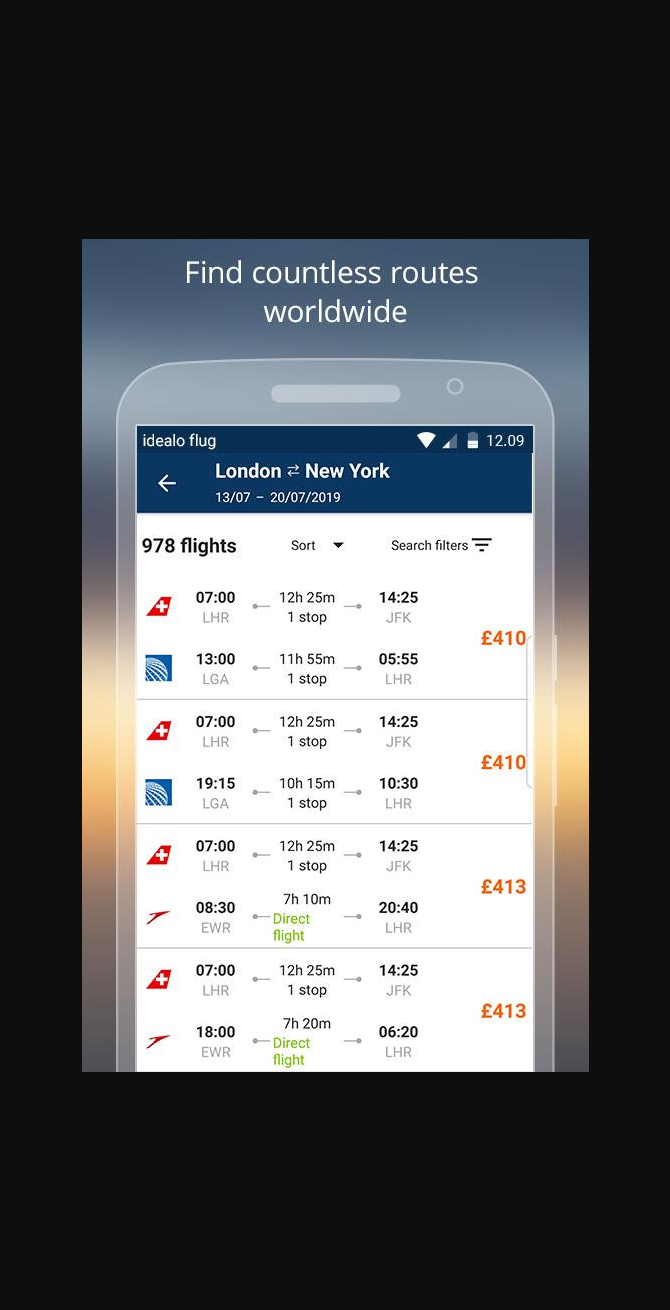 Find countless routes
worldwide
idealo flug 12.09
London ⇄ New York
13/07 – 20/07/2019
978 flights Sort Search filters
07:00 12h 25m 14:25
LHR 1 stop JFK
£410
13:00 11h 55m 05:55
LGA 1 stop LHR
07:00 12h 25m 14:25
LHR 1 stop JFK
£410
19:15 10h 15m 10:30
LGA 1 stop LHR
07:00 12h 25m 14:25
LHR 1 stop JFK
£413
08:30 7h 10m 20:40
EWR Direct LHR
flight
07:00 12h 25m 14:25
LHR 1 stop JFK
£413
18:00 7h 20m 06:20
EWR Direct LHR
flight